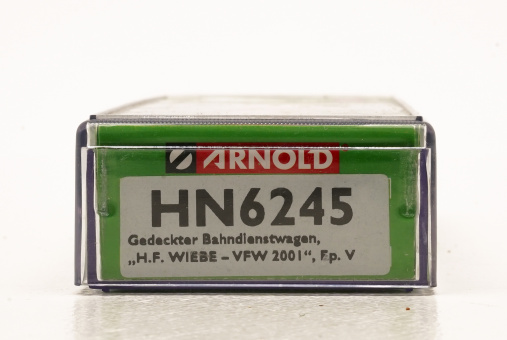 ARNOLD
HN6245
Gedeckter Bahndienstwagen,
„H.F. WIEBE – VFW 2001“, Ep. V